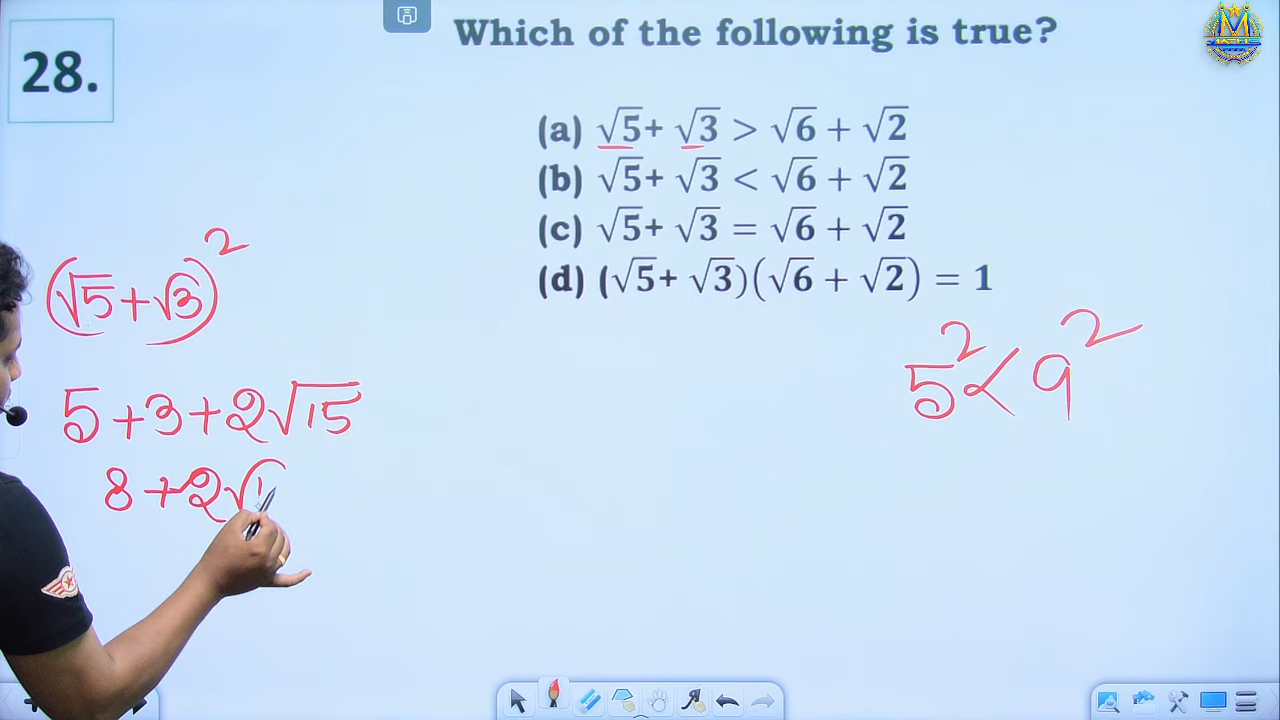 28.
Which of the following is true?
(a) √5+ √3 > √6 + √2
(b) √5+ √3 < √6 + √2
(c) √5+ √3 = √6 + √2
(d) (√5+ √3)(√6 + √2) = 1
(√5+√3)²
5² < 9²
5+3+2√15
8+2√1
M